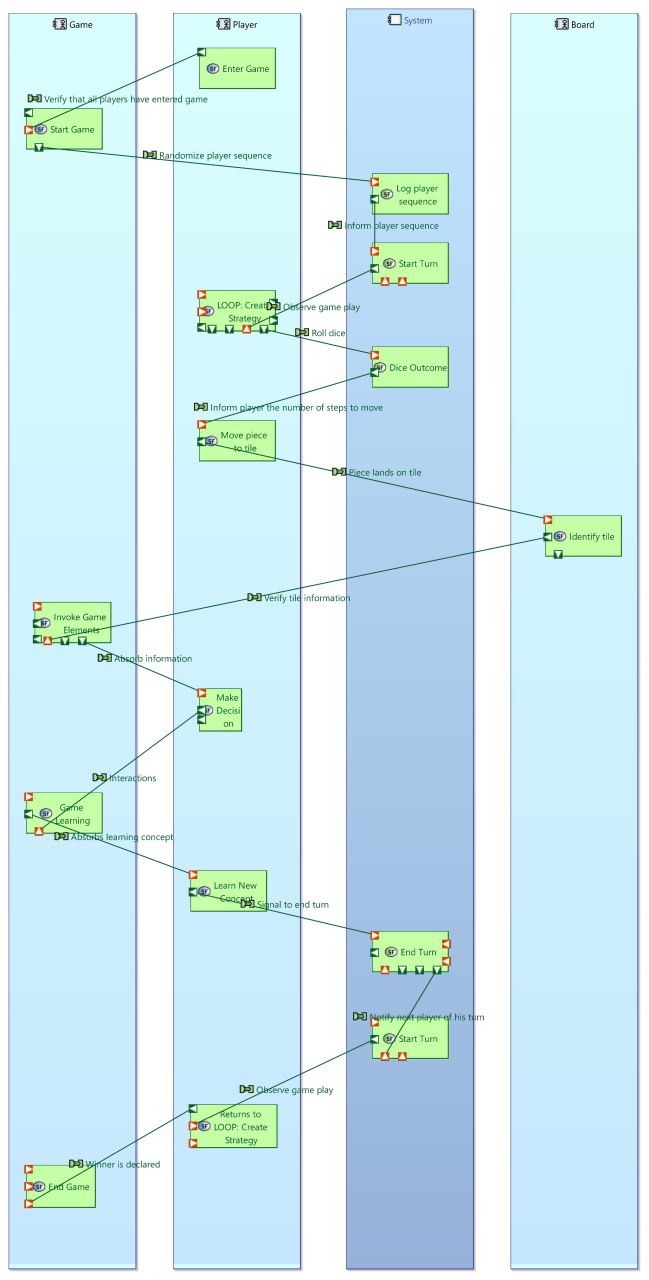 Game
Player
System
Board
Enter Game
Verify that all players have entered game
Start Game
Randomize player sequence
Log player
sequence
Inform player sequence
Start Turn
LOOP: Create
Strategy
Observe game play
Roll dice
Dice Outcome
Inform player the number of steps to move
Move piece
to tile
Piece lands on tile
Identify tile
Verify tile information
Invoke Game
Elements
Absorb information
Make
Decisi
on
Interactions
Game
Learning
Absorbs learning concept
Learn New
Concept
Signal to end turn
End Turn
Notify next player of his turn
Start Turn
Observe game play
Returns to
LOOP: Create
Strategy
Winner is declared
End Game